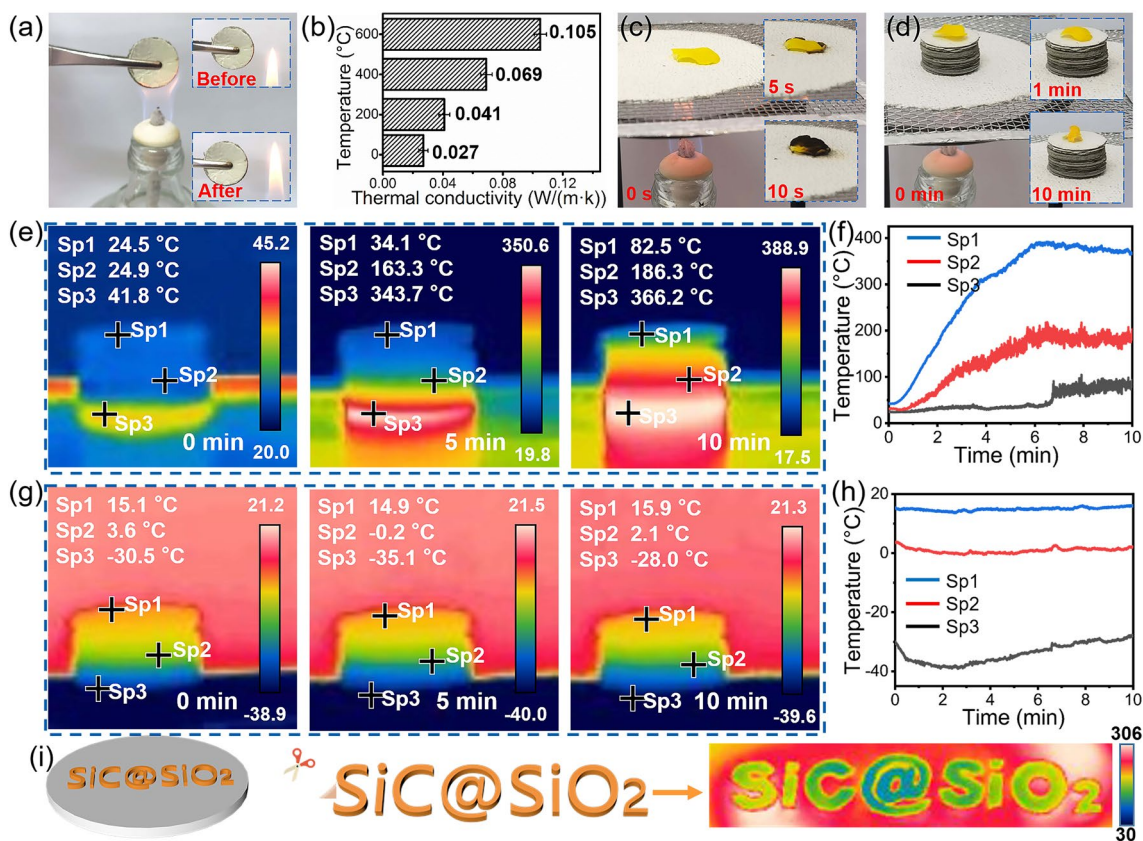 (a)
Before
After
(b)
Temperature (°C)
600
400
200
0
0.105
0.069
0.041
0.027
0.00 0.04 0.08 0.12
Thermal conductivity (W/(m·k))
(c)
5 s
0 s
10 s
(d)
1 min
0 min
10 min
(e)
Sp1 24.5 °C
Sp2 24.9 °C
Sp3 41.8 °C
45.2
Sp1
Sp2
Sp3
0 min
20.0
Sp1 34.1 °C
Sp2 163.3 °C
Sp3 343.7 °C
350.6
Sp1
Sp2
Sp3
5 min
19.8
Sp1 82.5 °C
Sp2 186.3 °C
Sp3 366.2 °C
388.9
Sp1
Sp2
Sp3
10 min
17.5
(f)
Temperature (°C)
400
300
200
100
0
Sp1
Sp2
Sp3
0 2 4 6 8 10
Time (min)
(g)
Sp1 15.1 °C
Sp2 3.6 °C
Sp3 -30.5 °C
21.2
Sp1
Sp2
Sp3
0 min
-38.9
Sp1 14.9 °C
Sp2 -0.2 °C
Sp3 -35.1 °C
21.5
Sp1
Sp2
Sp3
5 min
-40.0
Sp1 15.9 °C
Sp2 2.1 °C
Sp3 -28.0 °C
21.3
Sp1
Sp2
Sp3
10 min
-39.6
(h)
Temperature (°C)
20
0
-20
-40
Sp1
Sp2
Sp3
0 2 4 6 8 10
Time (min)
(i)
SiC@SiO2
SiC@SiO2
SiC@SiO2
306
30